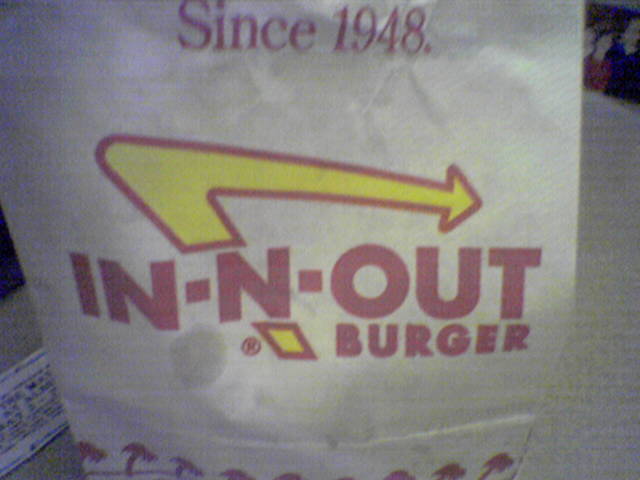 Since 1948.
IN-N-OUT
® BURGER